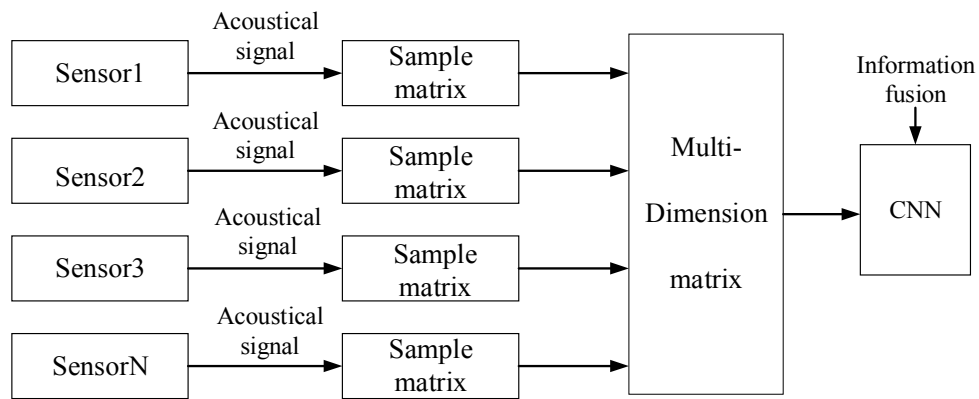 Acoustical
signal
Sensor1
Sample
matrix
Acoustical
signal
Sensor2
Sample
matrix
Acoustical
signal
Sensor3
Sample
matrix
Acoustical
signal
SensorN
Sample
matrix
Multi-
Dimension
matrix
Information
fusion
CNN